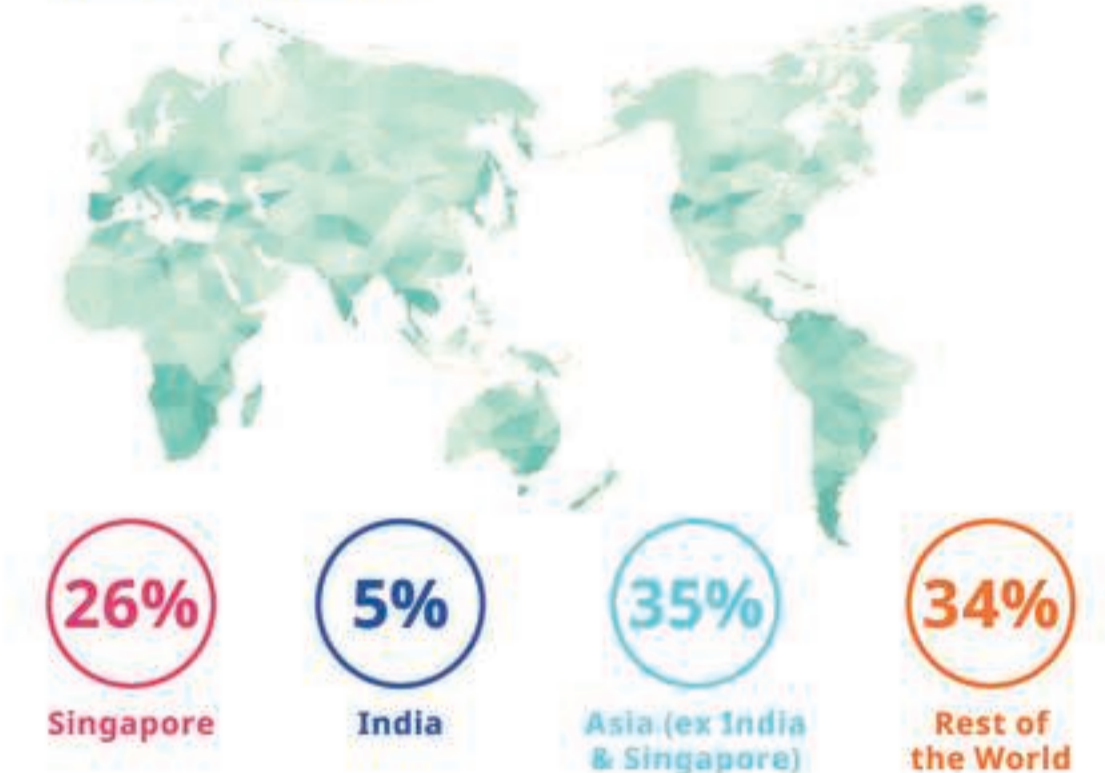 26%
5%
35%
34%
Singapore
India
Asia (ex India
& Singapore)
Rest of
the World